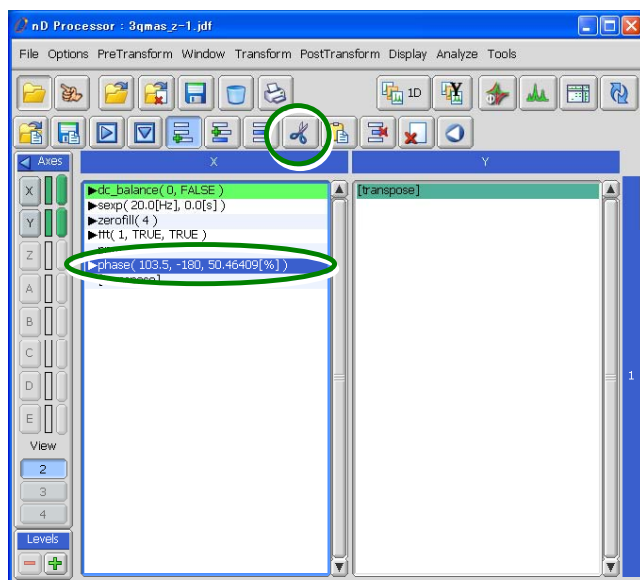 nD Processor : 3qmas_z-1.jdf
File Options PreTransform Window Transform PostTransform Display Analyze Tools
1D
Axes X Y
X
Y
Z
A
B
C
D
E
View
2
3
4
Levels
dc_balance( 0, FALSE )
sexp( 20.0[Hz], 0.0[s] )
zerofill( 4 )
fft( 1, TRUE, TRUE )
phase( 103.5, -180, 50.46409[%] )
[transpose]
1